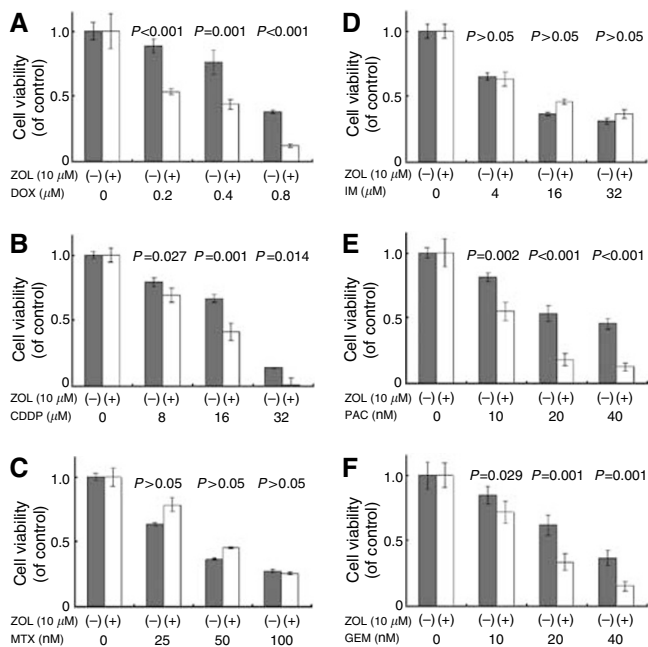 A
Cell viability
(of control)
1.0
0.5
0
P<0.001 P=0.001 P<0.001
ZOL (10 µM) (–) (+) (–) (+) (–) (+) (–) (+)
DOX (µM) 0 0.2 0.4 0.8
B
Cell viability
(of control)
1.0
0.5
0
P=0.027 P=0.001 P=0.014
ZOL (10 µM) (–) (+) (–) (+) (–) (+) (–) (+)
CDDP (µM) 0 8 16 32
C
Cell viability
(of control)
1.0
0.5
0
P>0.05 P>0.05 P>0.05
ZOL (10 µM) (–) (+) (–) (+) (–) (+) (–) (+)
MTX (nM) 0 25 50 100
D
Cell viability
(of control)
1.0
0.5
0
P>0.05 P>0.05 P>0.05
ZOL (10 µM) (–) (+) (–) (+) (–) (+) (–) (+)
IM (µM) 0 4 16 32
E
Cell viability
(of control)
1.0
0.5
0
P=0.002 P<0.001 P<0.001
ZOL (10 µM) (–) (+) (–) (+) (–) (+) (–) (+)
PAC (nM) 0 10 20 40
F
Cell viability
(of control)
1.0
0.5
0
P=0.029 P=0.001 P=0.001
ZOL (10 µM) (–) (+) (–) (+) (–) (+) (–) (+)
GEM (nM) 0 10 20 40